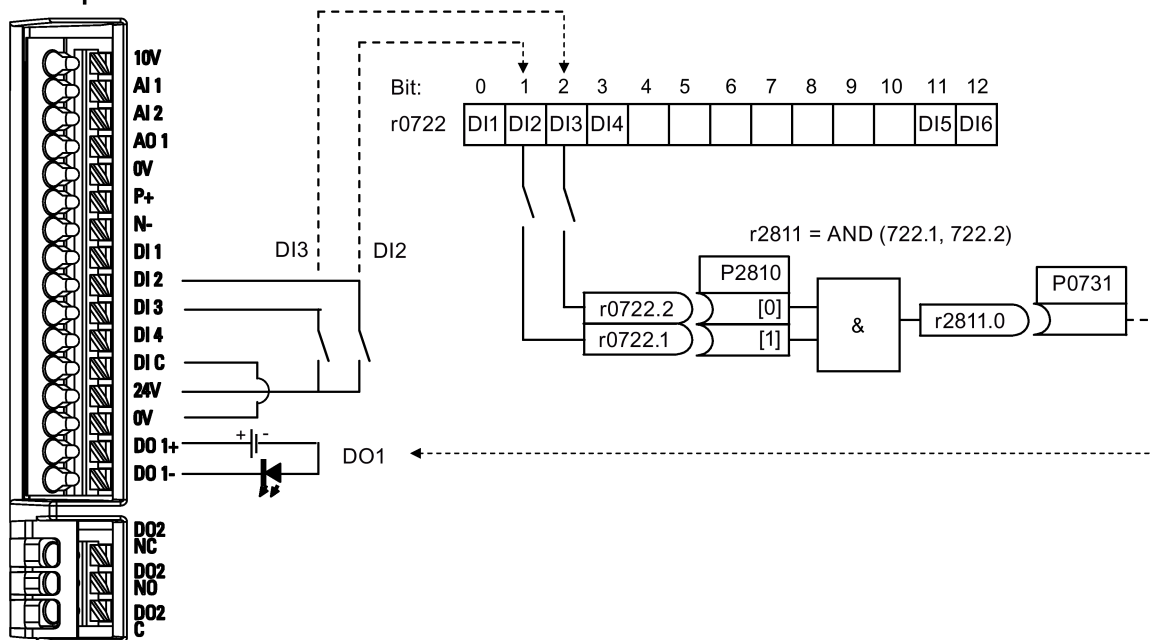 10V
AI 1
AI 2
AO 1
0V
P+
N-
DI 1
DI 2
DI 3
DI 4
DI C
24V
0V
DO 1+
DO 1-
DO2
NC
DO2
NO
DO2
C
DI3 DI2
+ -
DO1
Bit: 0 1 2 3 4 5 6 7 8 9 10 11 12
r0722 DI1 DI2 DI3 DI4 DI5 DI6
r2811 = AND (722.1, 722.2)
P2810
r0722.2 [0]
r0722.1 [1]
&
r2811.0
P0731